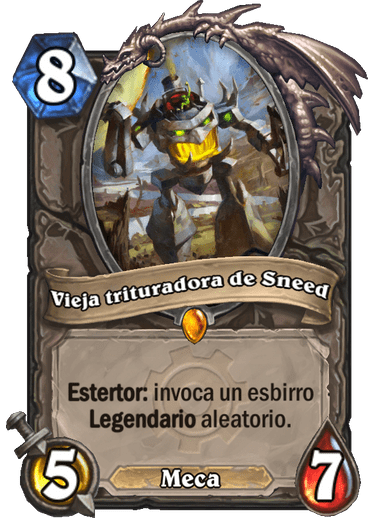 8
Vieja trituradora de Sneed
Estertor: invoca un esbirro
Legendario aleatorio.
5
Meca
7